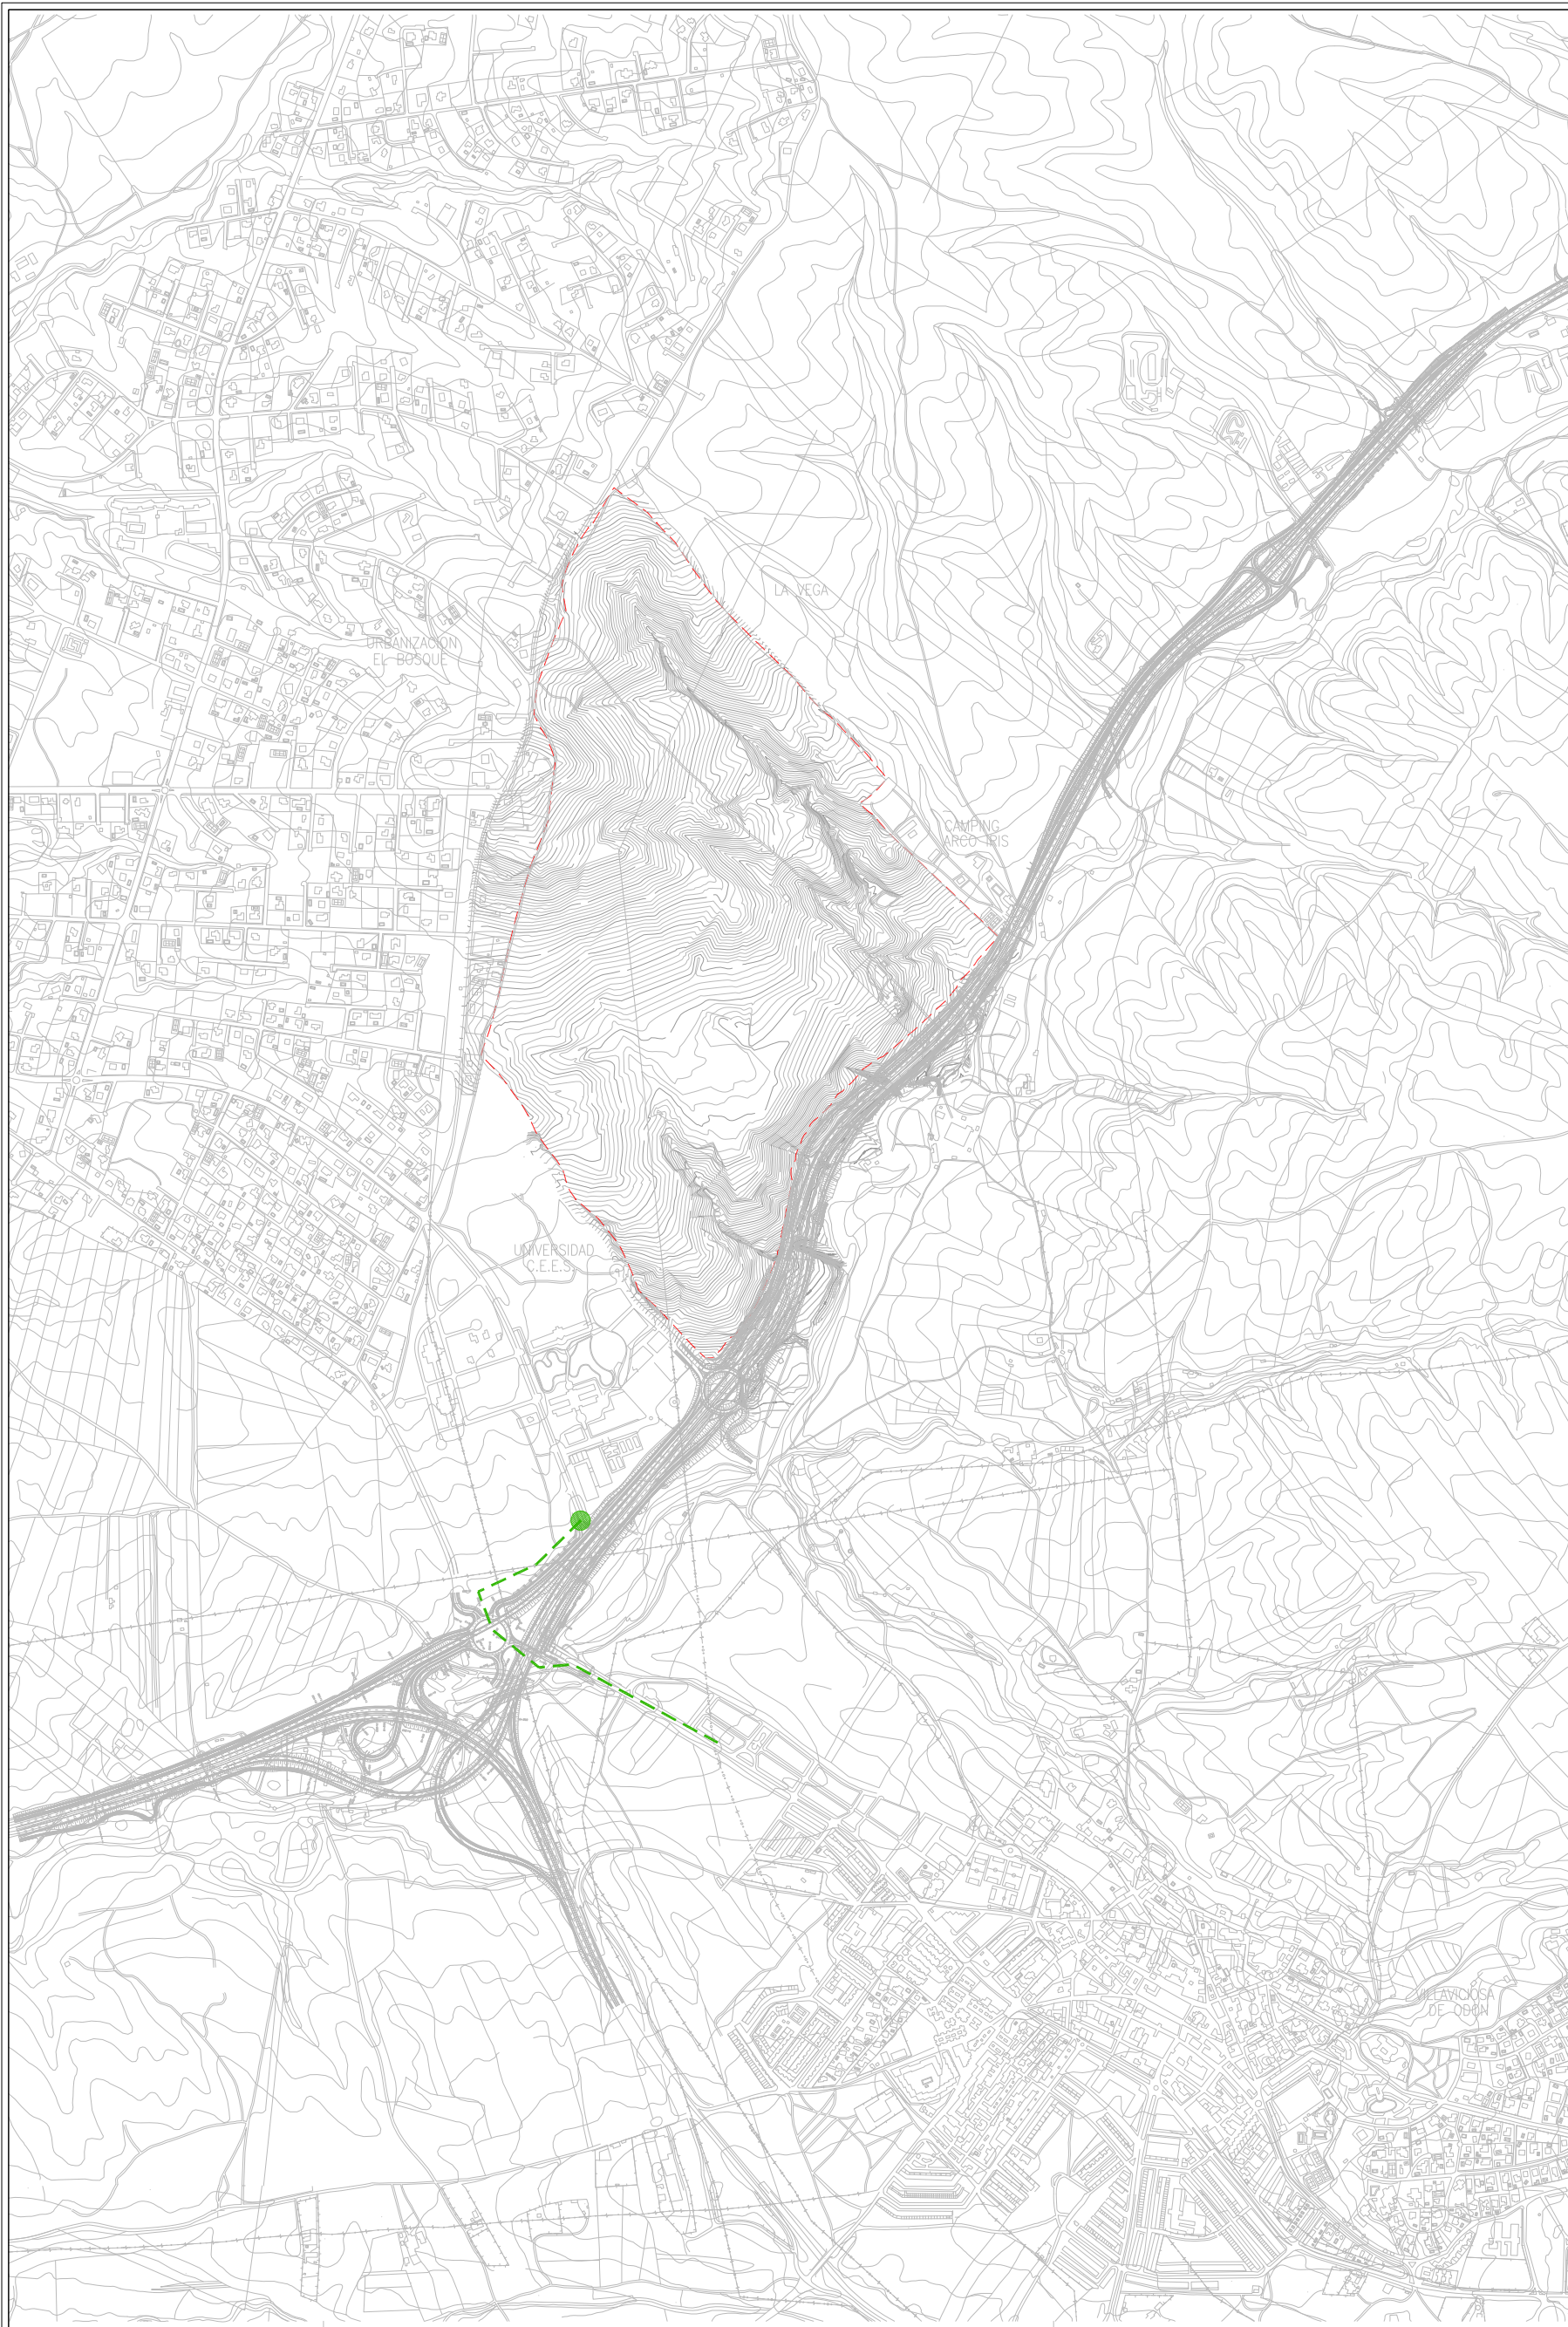 LA VEGA
URBANIZACION
EL BOSQUE
CAMPING
ARCO IRIS
UNIVERSIDAD
C.E.E.S.
VILLAVICIOSA
DE ODON